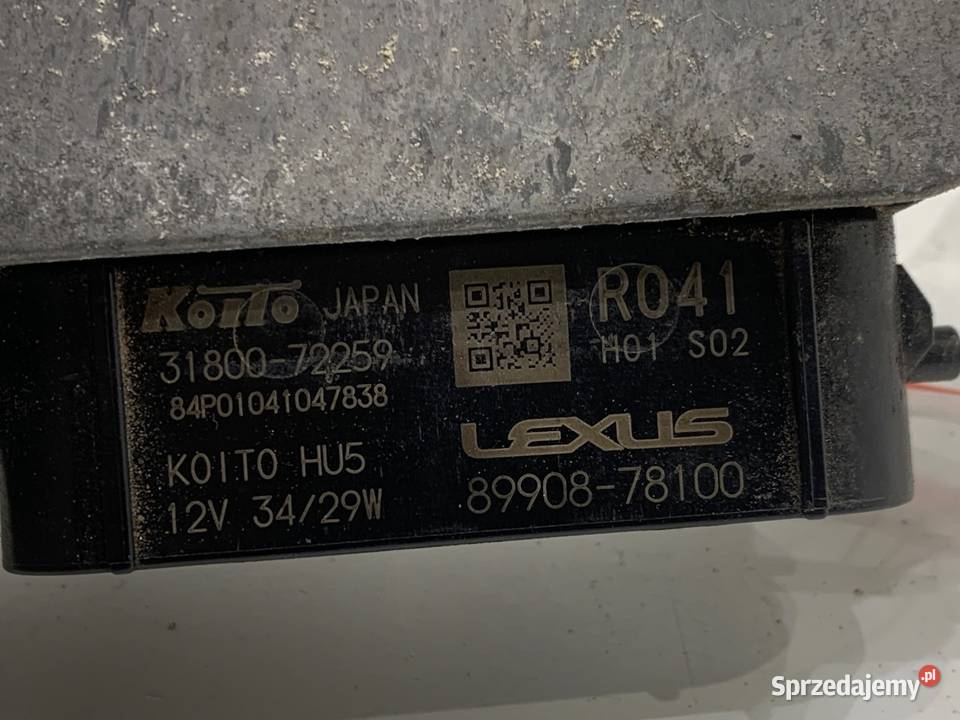 KOITO JAPAN
31800-72259
84P01041047838
KOITO HU5
12V 34/29W
R041
H01 S02
LEXUS
89908-78100
Sprzedajemy.pl